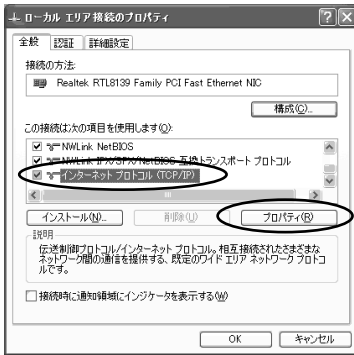 ローカル エリア接続のプロパティ
全般 認証 詳細設定
接続の方法:
Realtek RTL8139 Family PCI Fast Ethernet NIC
構成(C)...
この接続は次の項目を使用します(O):
NWLink NetBIOS
NWLink IPX/SPX/NetBIOS 互換トランスポート プロトコル
インターネット プロトコル (TCP/IP)
インストール(N)... 削除(U) プロパティ(R)
説明
伝送制御プロトコル/インターネット プロトコル。相互接続されたさまざまな
ネットワーク間の通信を提供する、既定のワイド エリア ネットワーク プロトコ
ルです。
接続時に通知領域にインジケータを表示する(W)
OK キャンセル